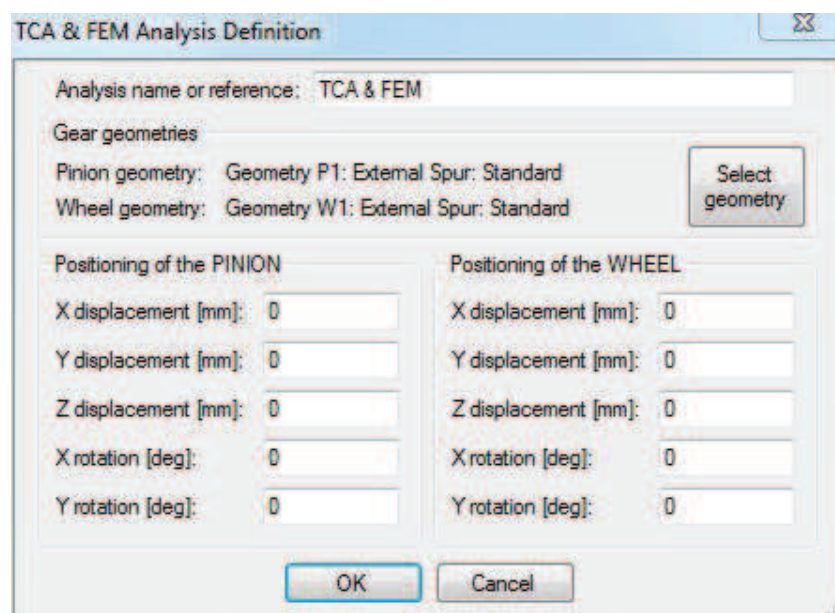 TCA & FEM Analysis Definition
Analysis name or reference: TCA & FEM
Gear geometries
Pinion geometry: Geometry P1: External Spur: Standard
Wheel geometry: Geometry W1: External Spur: Standard
Select
geometry
Positioning of the PINION
X displacement [mm]: 0
Y displacement [mm]: 0
Z displacement [mm]: 0
X rotation [deg]: 0
Y rotation [deg]: 0
Positioning of the WHEEL
X displacement [mm]: 0
Y displacement [mm]: 0
Z displacement [mm]: 0
X rotation [deg]: 0
Y rotation [deg]: 0
OK
Cancel